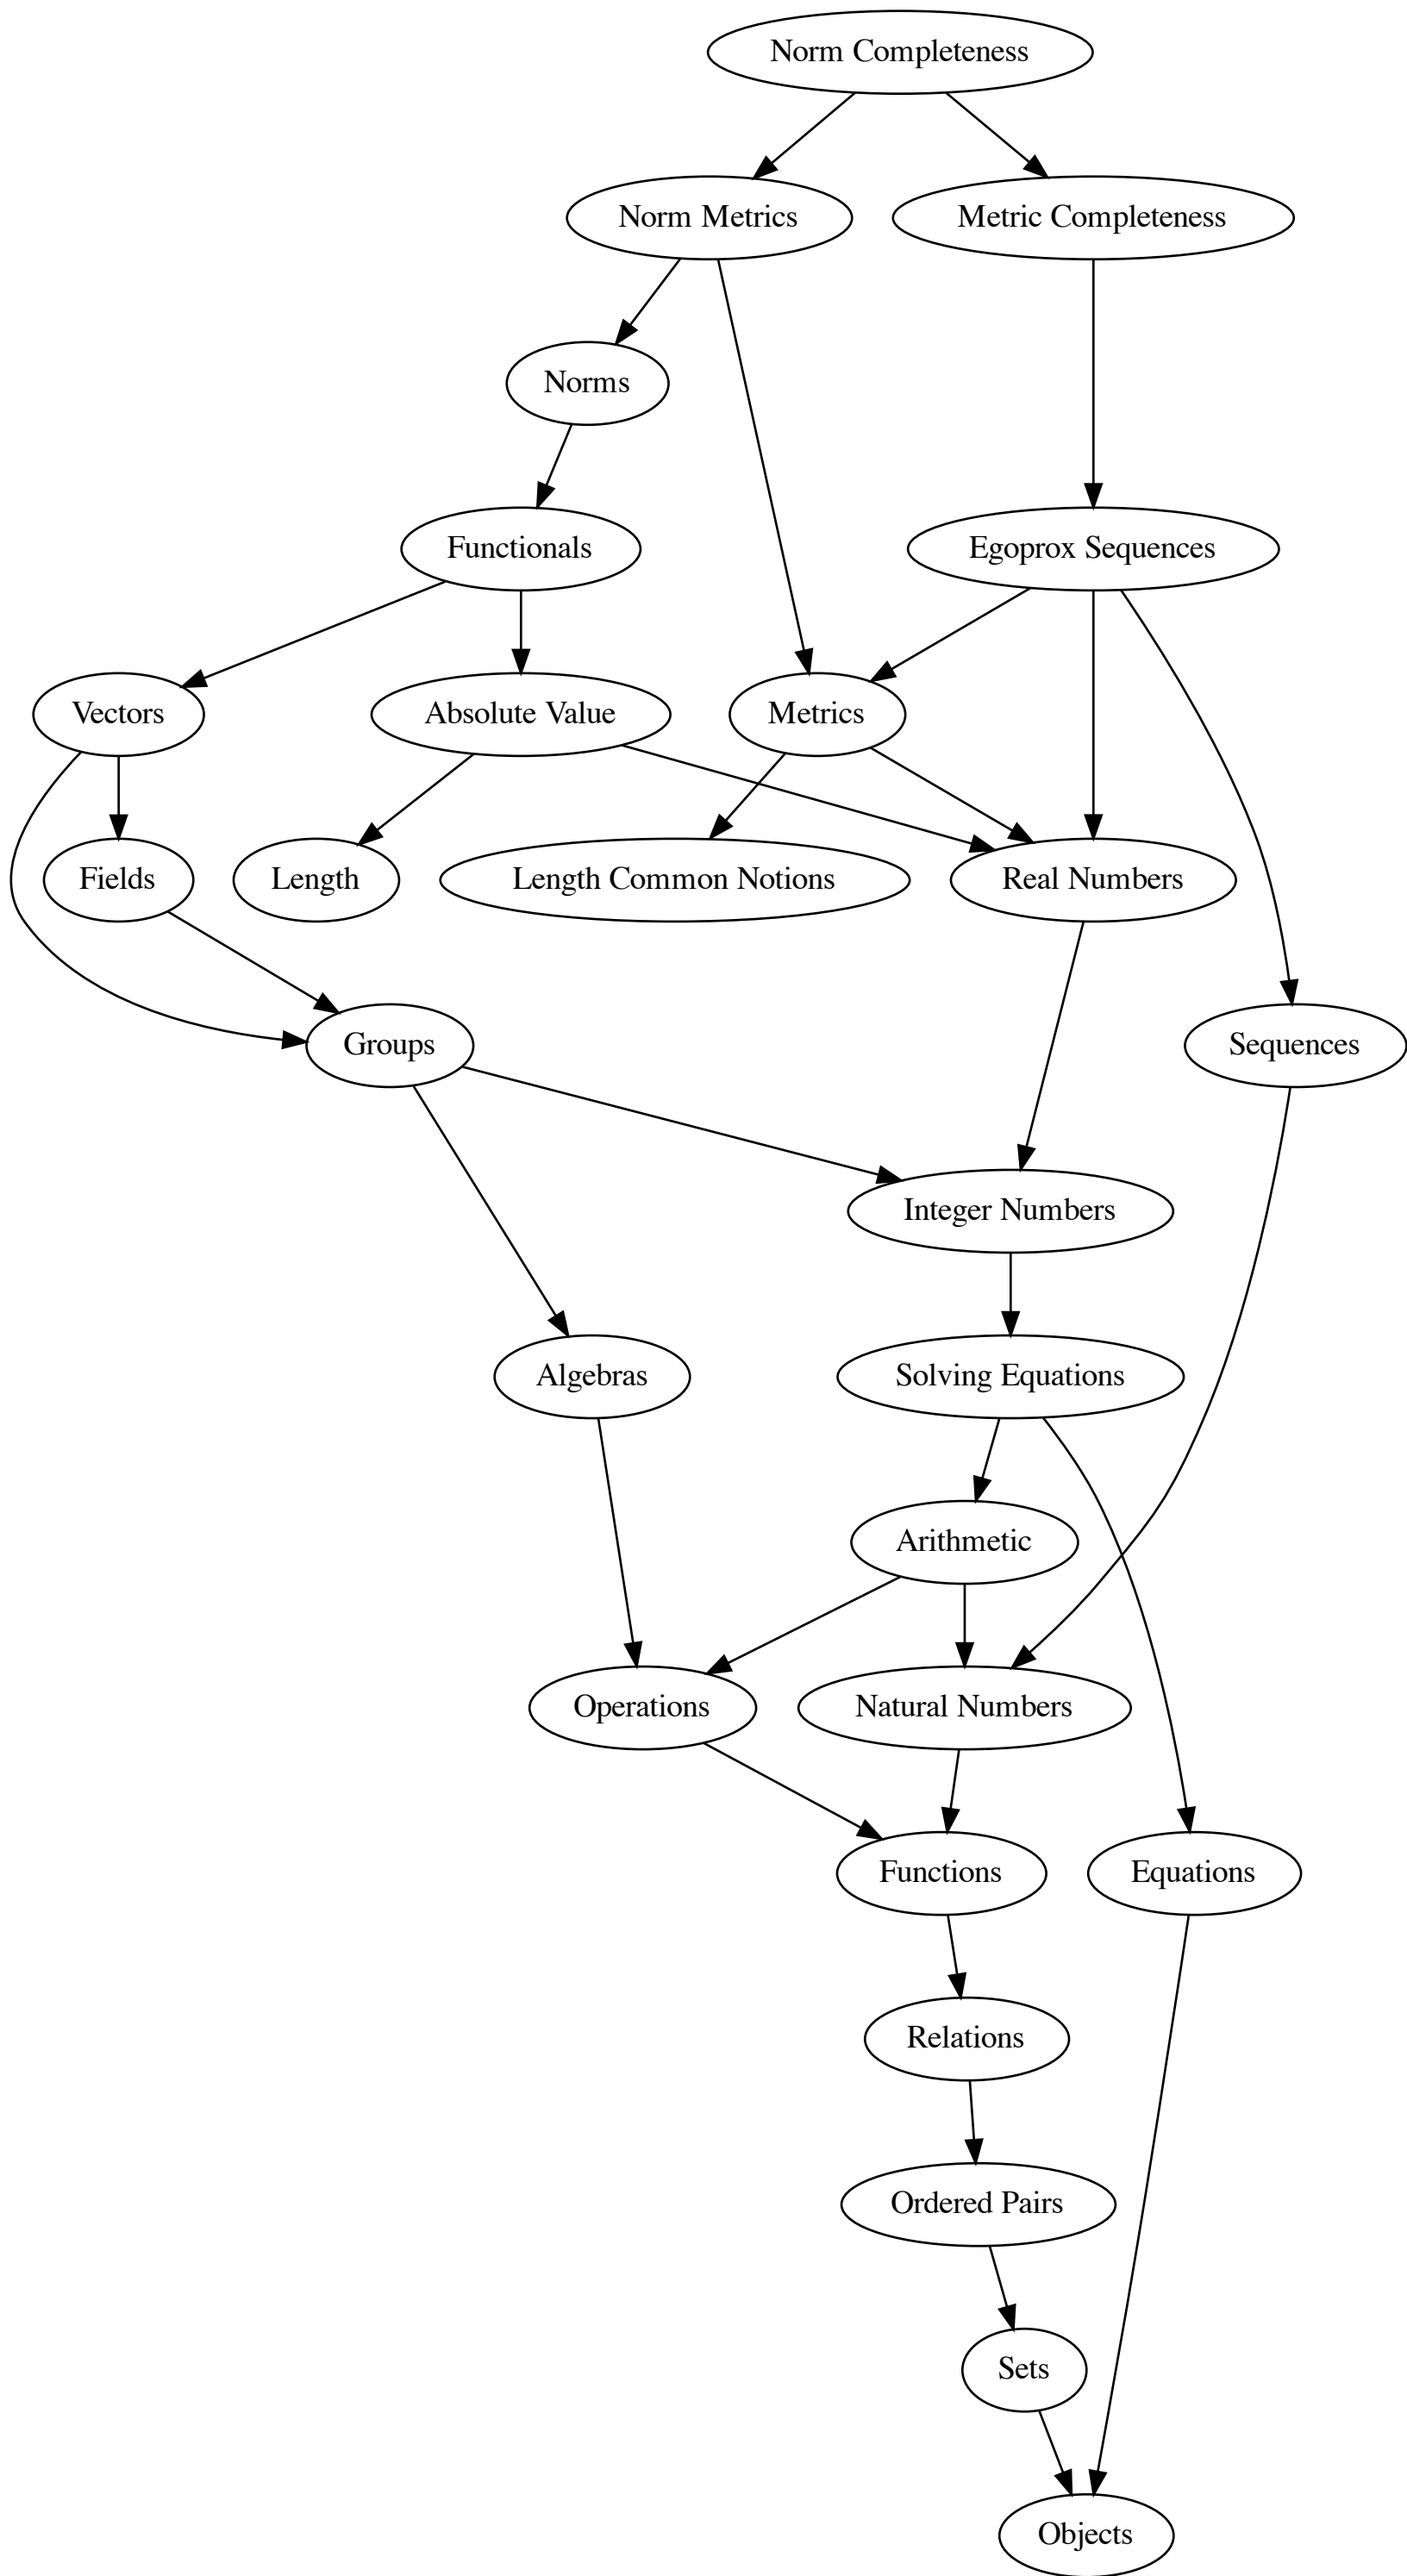 Norm Completeness
Norm Metrics
Metric Completeness
Norms
Functionals
Egoprox Sequences
Vectors
Absolute Value
Metrics
Fields
Length
Length Common Notions
Real Numbers
Groups
Sequences
Integer Numbers
Algebras
Solving Equations
Arithmetic
Operations
Natural Numbers
Functions
Equations
Relations
Ordered Pairs
Sets
Objects